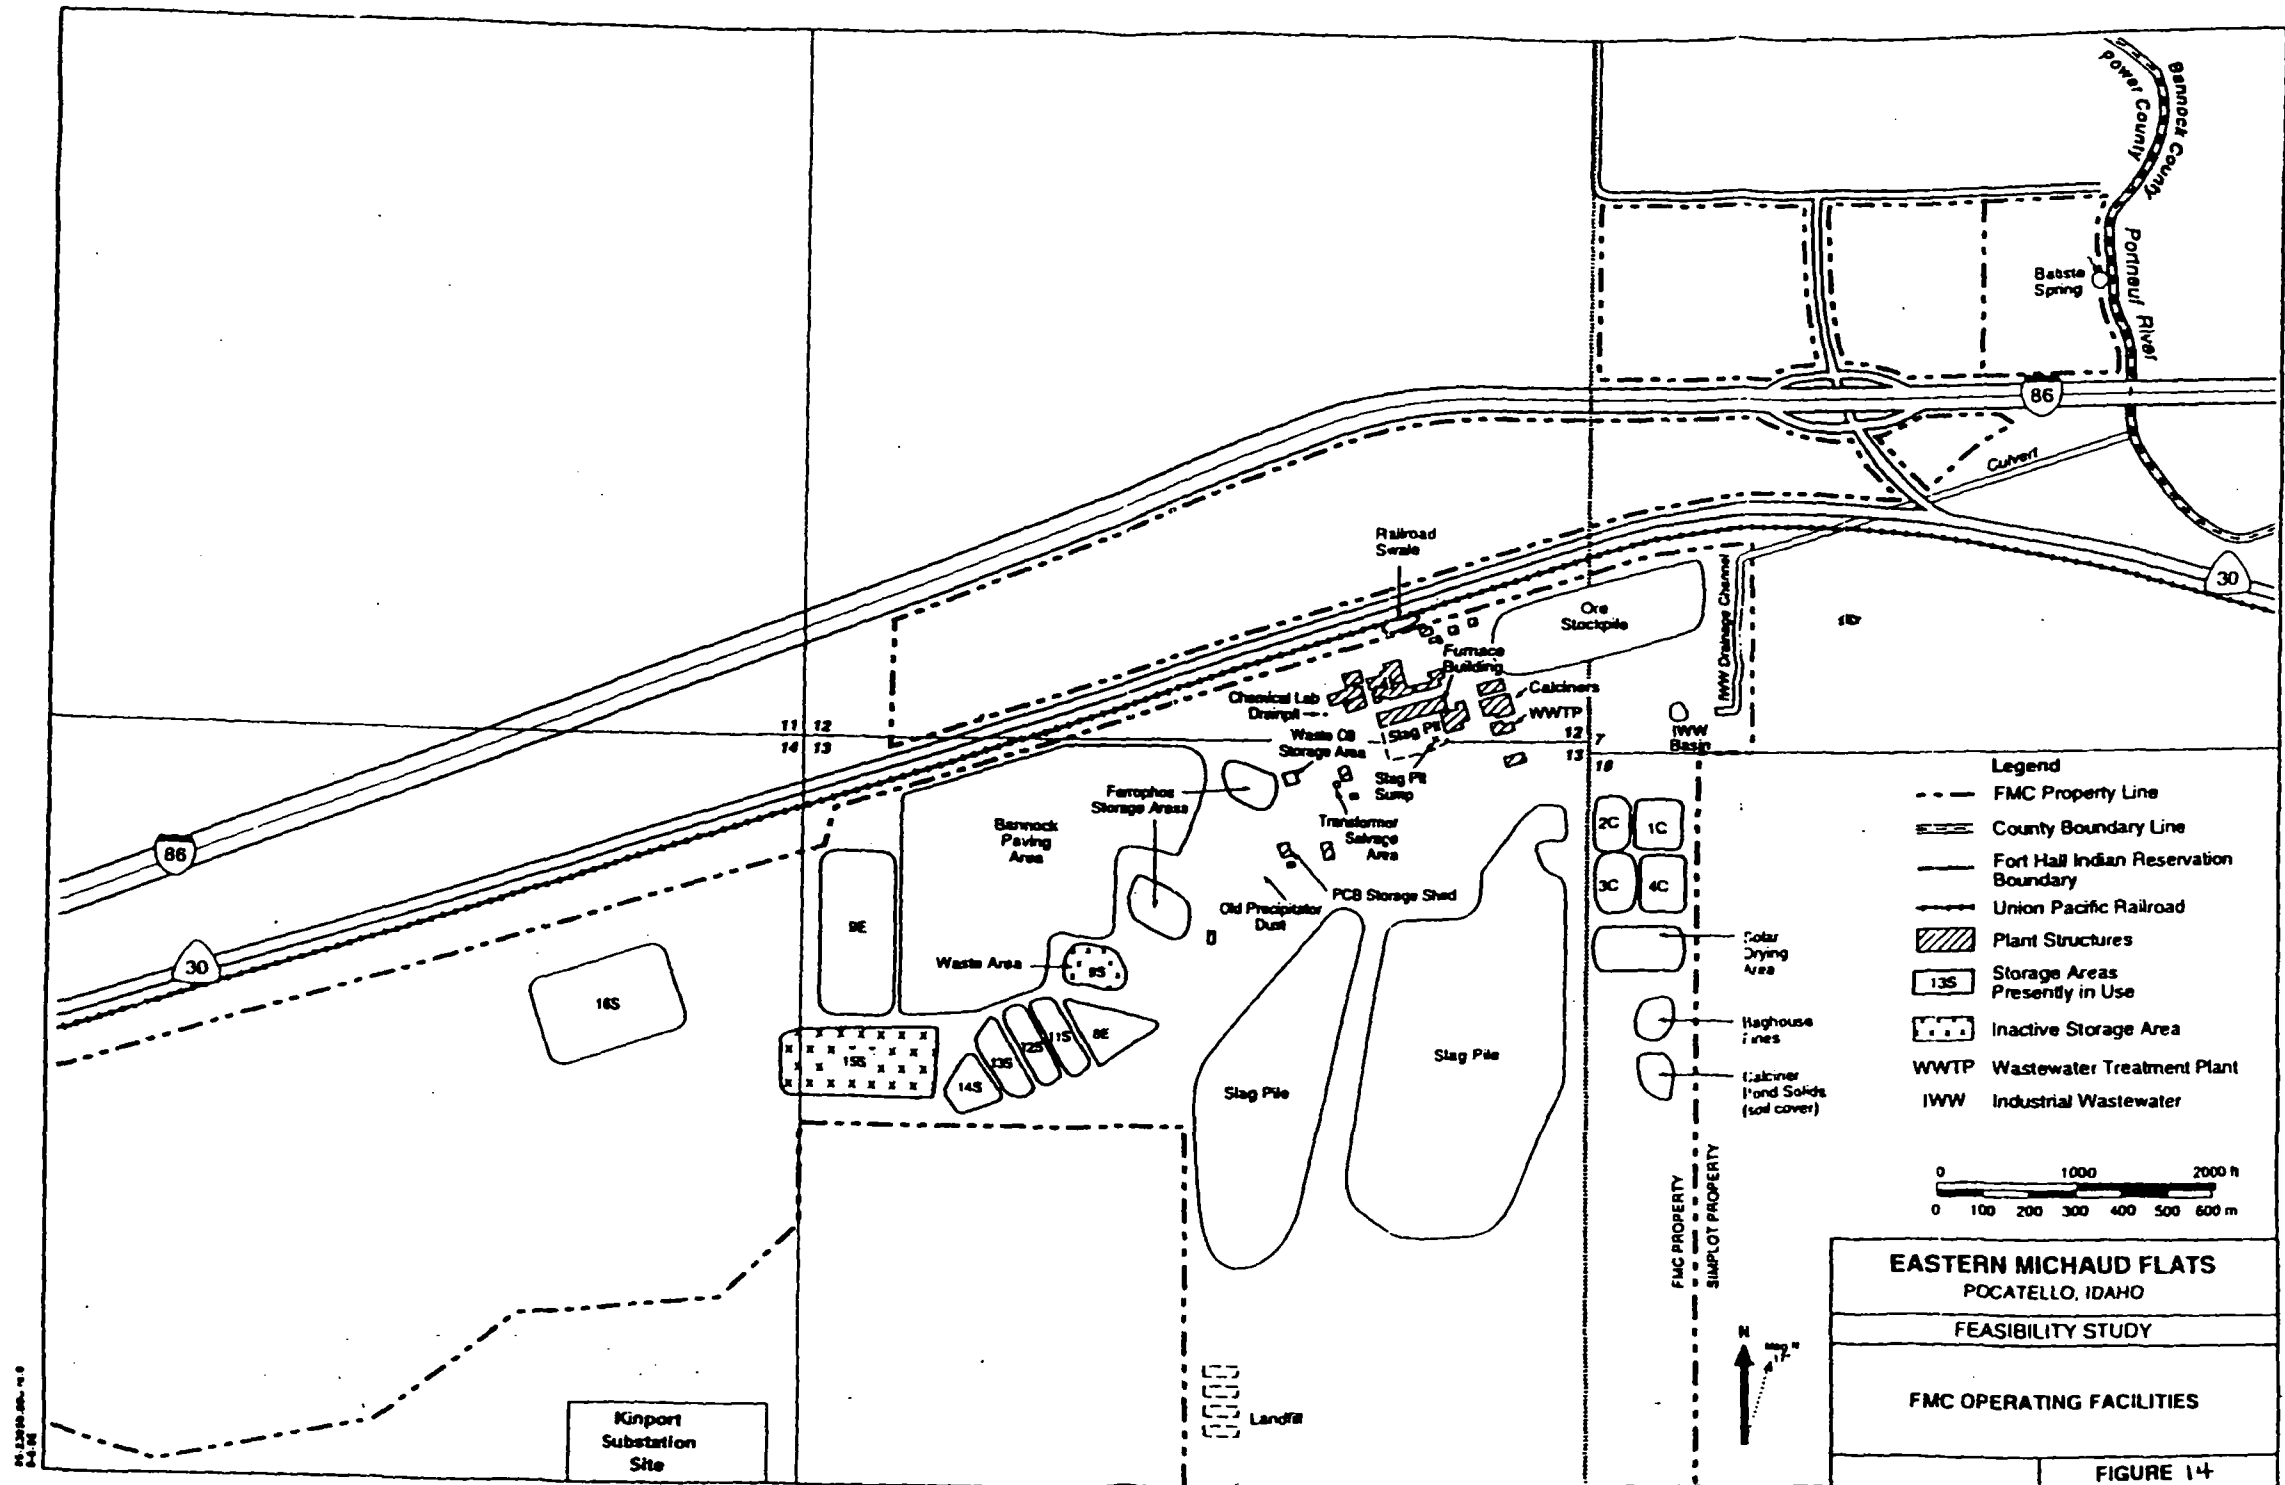 Bannock County
Power County
Portneuf River
Batiste
Spring
86
Culvert
30
Railroad
Swale
Ore
Stockpile
IWW Drainage Channel
Furnace
Building
Calciners
WWTP
Chemical Lab
Drainpit
Slag Pit
IWW
Basin
11 12
14 13
12 7
13 18
Waste Oil
Storage Area
Slag Pit
Sump
Ferrophos
Storage Areas
Transformer
Salvage
Area
Bannock
Paving
Area
PCB Storage Shed
Old Precipitator
Dust
2C
1C
3C
4C
Solar
Drying
Area
86
30
9E
Waste Area
9S
16S
15S
14S
13S
12S
11S
8E
Slag Pile
Slag Pile
Baghouse
Fines
Calciner
Pond Solids
(soil cover)
FMC PROPERTY
SIMPLOT PROPERTY
Landfill
Kinport
Substation
Site
N
Mag N
17°
Legend
FMC Property Line
County Boundary Line
Fort Hall Indian Reservation
Boundary
Union Pacific Railroad
Plant Structures
13S Storage Areas
Presently in Use
Inactive Storage Area
WWTP Wastewater Treatment Plant
IWW Industrial Wastewater
0 1000 2000 ft
0 100 200 300 400 500 600 m
EASTERN MICHAUD FLATS
POCATELLO, IDAHO
FEASIBILITY STUDY
FMC OPERATING FACILITIES
FIGURE 14